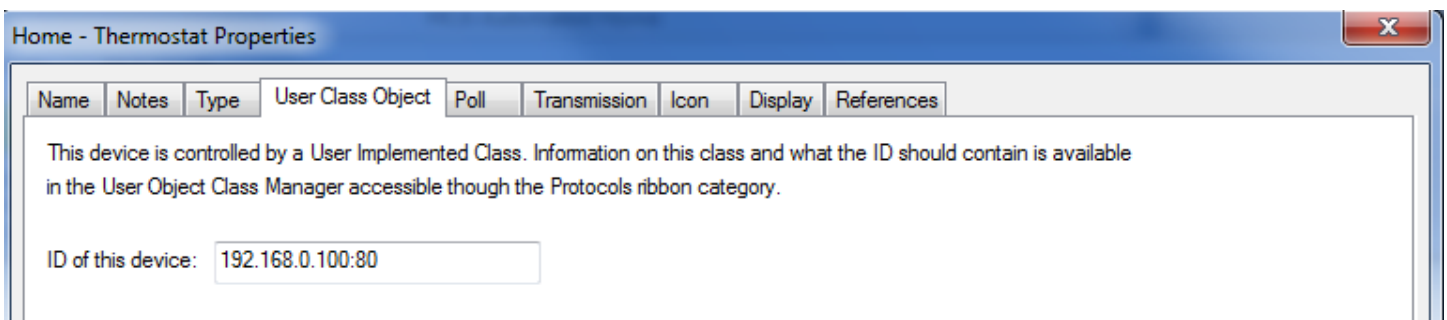 Home - Thermostat Properties
Name Notes Type User Class Object Poll Transmission Icon Display References
This device is controlled by a User Implemented Class. Information on this class and what the ID should contain is available
in the User Object Class Manager accessible though the Protocols ribbon category.
ID of this device: 192.168.0.100:80